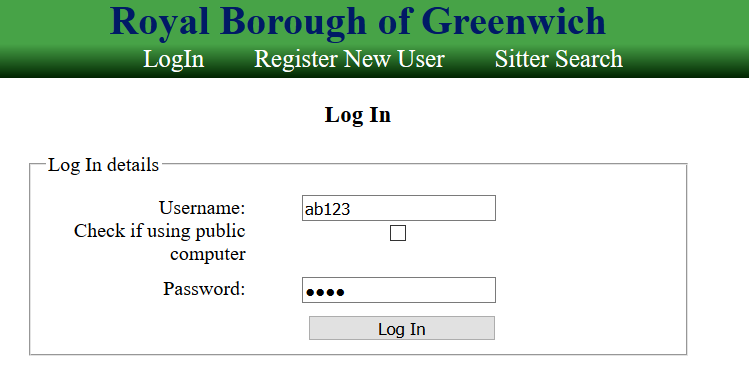 Royal Borough of Greenwich
LogIn Register New User Sitter Search
Log In
Log In details
Username: ab123
Check if using public
computer
Password: ••••
Log In